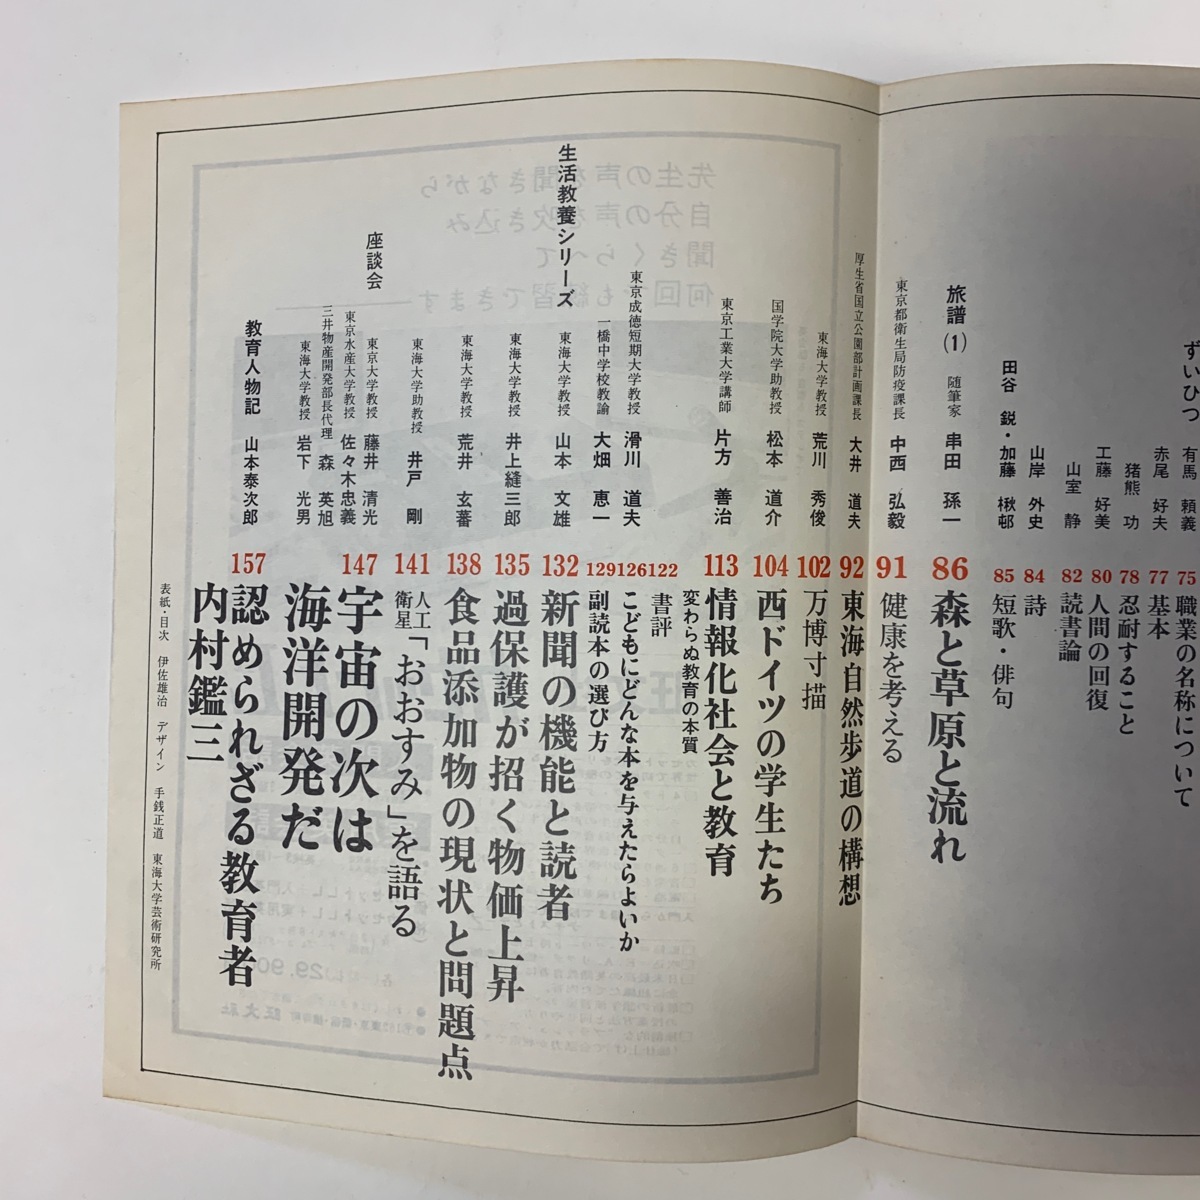 ずいひつ
有馬 頼義 75 職業の名称について
赤尾 好夫 77 基本
猪熊 功 78 忍耐すること
工藤 好美 80 人間の回復
山室 静 82 読書論
山岸 外史 84 詩
田谷 鋭・加藤 楸邨 85 短歌・俳句
旅譜(1) 随筆家 串田 孫一 86 森と草原と流れ
東京都衛生局防疫課長 中西 弘毅 91 健康を考える
厚生省国立公園部計画課長 大井 道夫 92 東海自然歩道の構想
東海大学教授 荒川 秀俊 102 万博寸描
国学院大学助教授 松本 道介 104 西ドイツの学生たち
東京工業大学講師 片方 善治 113 情報化社会と教育
変わらぬ教育の本質
122 書評
東京成徳短期大学教授 滑川 道夫 126 こどもにどんな本を与えたらよいか
一橋中学校教諭 大畑 恵一 129 副読本の選び方
生活教養シリーズ
東海大学教授 山本 文雄 132 新聞の機能と読者
東海大学教授 井上縫三郎 135 過保護が招く物価上昇
東海大学教授 荒井 玄蕃 138 食品添加物の現状と問題点
東海大学助教授 井戸 剛 141 人工衛星「おおすみ」を語る
座談会
東京大学教授 藤井 清光
東京水産大学教授 佐々木忠義
三井物産開発部長代理 森 英旭
東海大学教授 岩下 光男
147 宇宙の次は
海洋開発だ
教育人物記 山本泰次郎 157 認められざる教育者
内村鑑三
表紙・目次 伊佐雄治 デザイン 手銭正道 東海大学芸術研究所